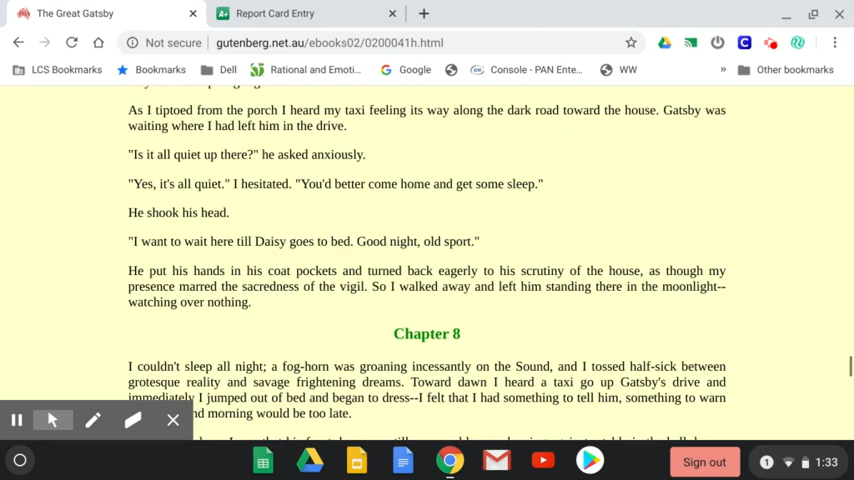 The Great Gatsby
Report Card Entry
Not secure
gutenberg.net.au/ebooks02/0200041h.html
LCS Bookmarks
Bookmarks
Dell
Rational and Emoti...
Google
Console - PAN Ente...
WW
»
Other bookmarks
As I tiptoed from the porch I heard my taxi feeling its way along the dark road toward the house. Gatsby was
waiting where I had left him in the drive.
"Is it all quiet up there?" he asked anxiously.
"Yes, it's all quiet." I hesitated. "You'd better come home and get some sleep."
He shook his head.
"I want to wait here till Daisy goes to bed. Good night, old sport."
He put his hands in his coat pockets and turned back eagerly to his scrutiny of the house, as though my
presence marred the sacredness of the vigil. So I walked away and left him standing there in the moonlight--
watching over nothing.
Chapter 8
I couldn't sleep all night; a fog-horn was groaning incessantly on the Sound, and I tossed half-sick between
grotesque reality and savage frightening dreams. Toward dawn I heard a taxi go up Gatsby's drive and
immediately I jumped out of bed and began to dress--I felt that I had something to tell him, something to warn
nd morning would be too late.
Sign out
1
1:33